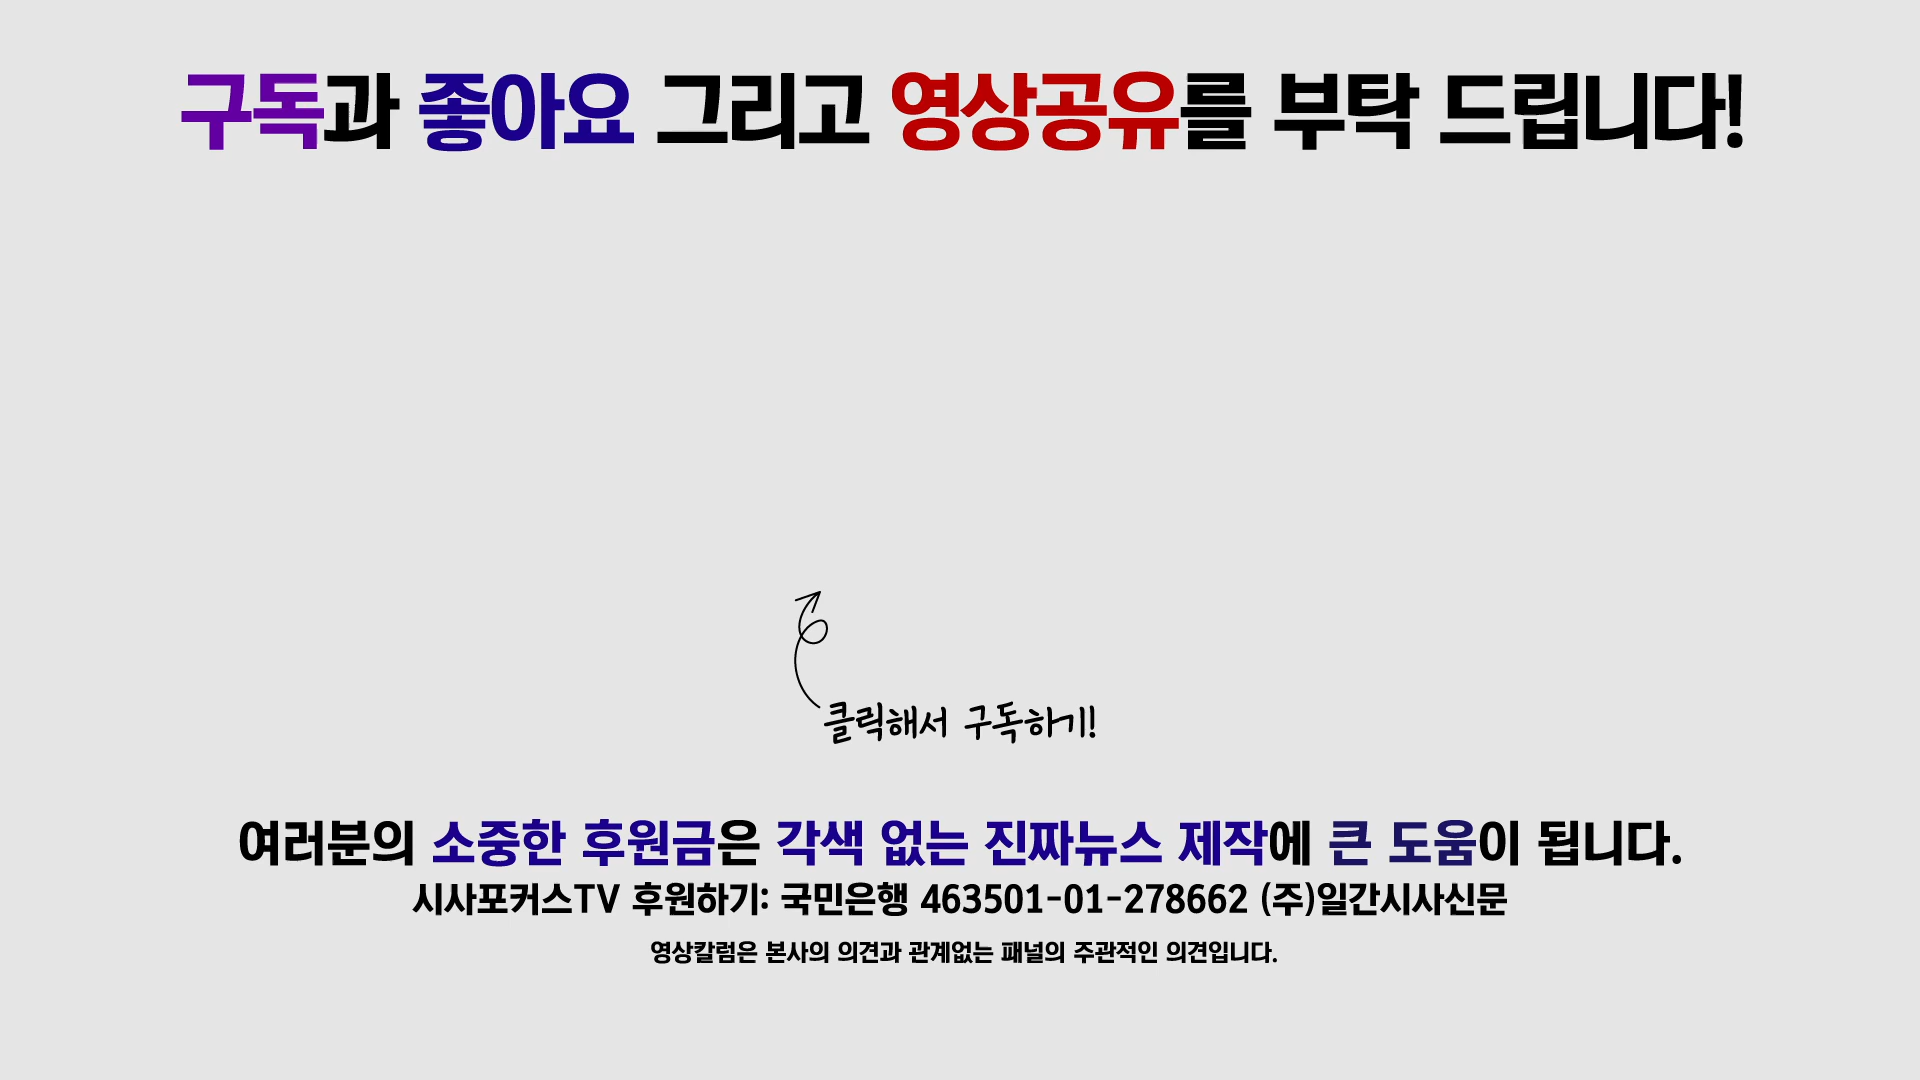 구독과 좋아요 그리고 영상공유를 부탁 드립니다!
클릭해서 구독하기!
여러분의 소중한 후원금은 각색 없는 진짜뉴스 제작에 큰 도움이 됩니다.
시사포커스TV 후원하기: 국민은행 463501-01-278662 (주)일간시사신문
영상칼럼은 본사의 의견과 관계없는 패널의 주관적인 의견입니다.